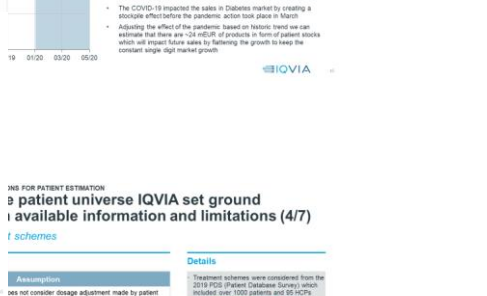 The COVID-19 impacted the sales in Diabetes market by creating a
stockpile effect before the pandemic action took place in March
Adjusting the effect of the pandemic based on historic trend we can
estimate that there are ~24 mEUR of products in form of patient stocks
which will impact future sales by flattening the growth to keep the
constant single digit market growth
19 01/20 03/20 05/20
IQVIA
ONS FOR PATIENT ESTIMATION
e patient universe IQVIA set ground
available information and limitations (4/7)
t schemes
Details
Assumption
Treatment schemes were considered from the
2019 PDS (Patient Database Survey) which
included over 1000 patients and 95 HCPs
oes not consider dosage adjustment made by patient